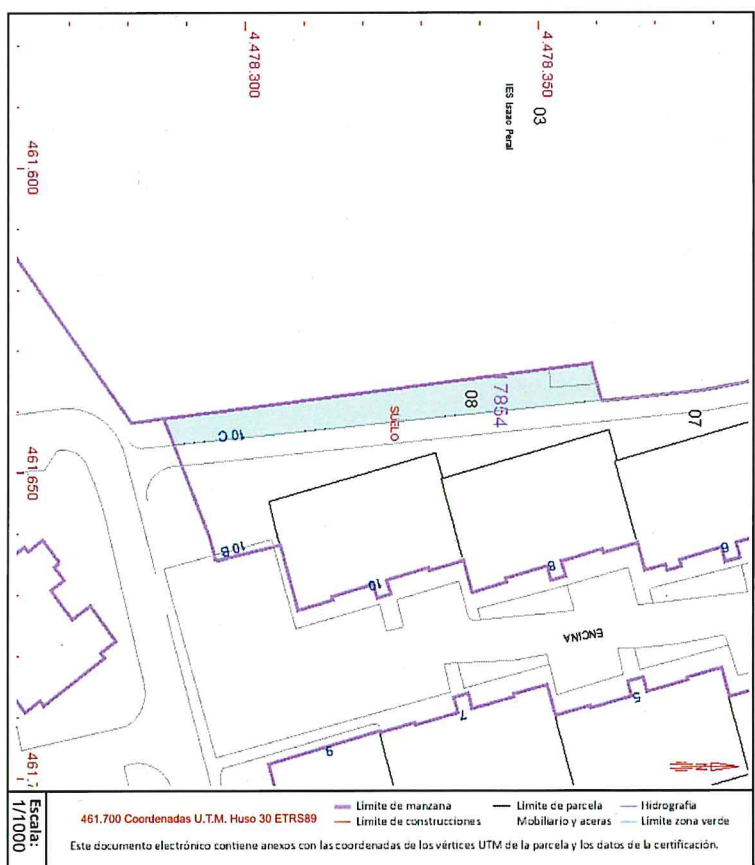 4.478.300
4.478.350
03
IES Isaac Peral
461.600
7854
08
SUELO
10 C
07
461.650
10 B
10
8
6
ENCINA
5
7
9
461.7
N
Escala:
1/1000
461.700 Coordenadas U.T.M. Huso 30 ETRS89
Límite de manzana
Límite de parcela
Hidrografía
Límite de construcciones
Mobiliario y aceras
Límite zona verde
Este documento electrónico contiene anexos con las coordenadas de los vértices UTM de la parcela y los datos de la certificación.